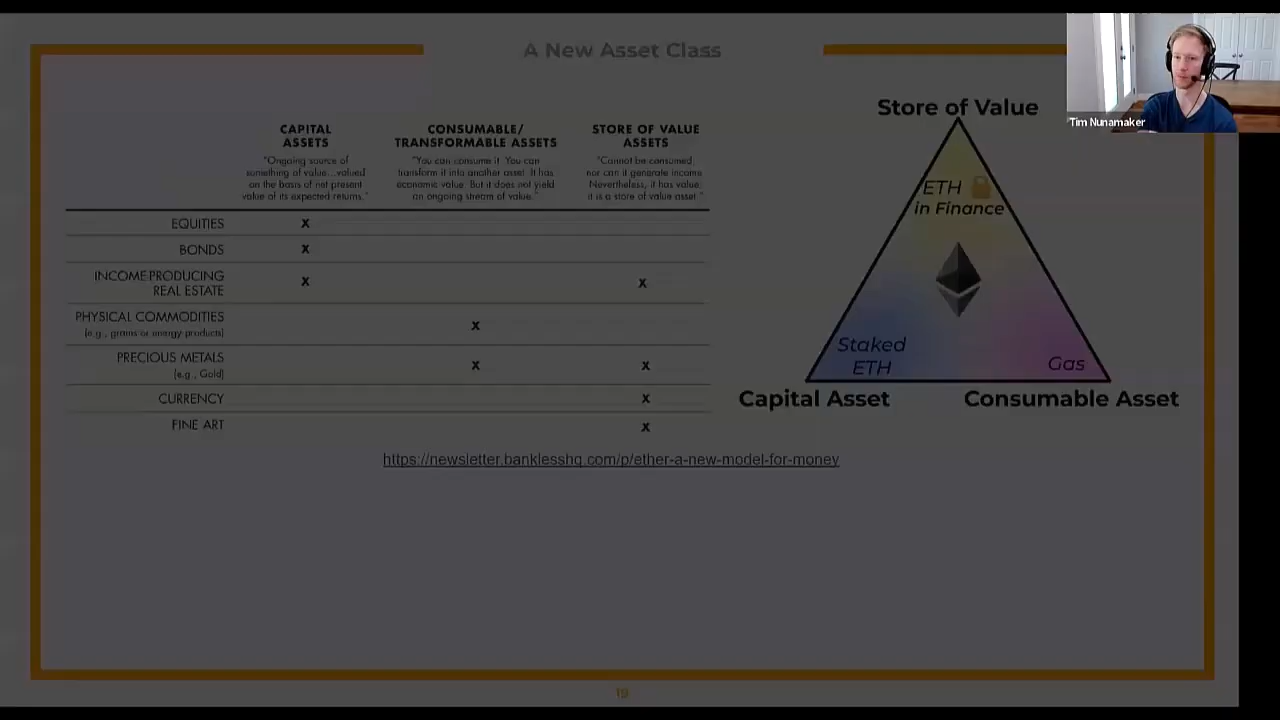 A New Asset Class
Tim Nunamaker
CAPITAL
ASSETS
"Ongoing source of
something of value...valued
on the basis of net present
value of its expected returns."
CONSUMABLE/
TRANSFORMABLE ASSETS
"You can consume it. You can
transform it into another asset. It has
economic value. But it does not yield
an ongoing stream of value."
STORE OF VALUE
ASSETS
"Cannot be consumed
nor can it generate income.
Nevertheless, it has value;
it is a store of value asset."
EQUITIES X
BONDS X
INCOME PRODUCING
REAL ESTATE X X
PHYSICAL COMMODITIES
(e.g., grains or energy products) X
PRECIOUS METALS
(e.g., Gold) X X
CURRENCY X
FINE ART X
Store of Value
ETH
in Finance
Staked
ETH
Gas
Capital Asset
Consumable Asset
https://newsletter.banklesshq.com/p/ether-a-new-model-for-money
19